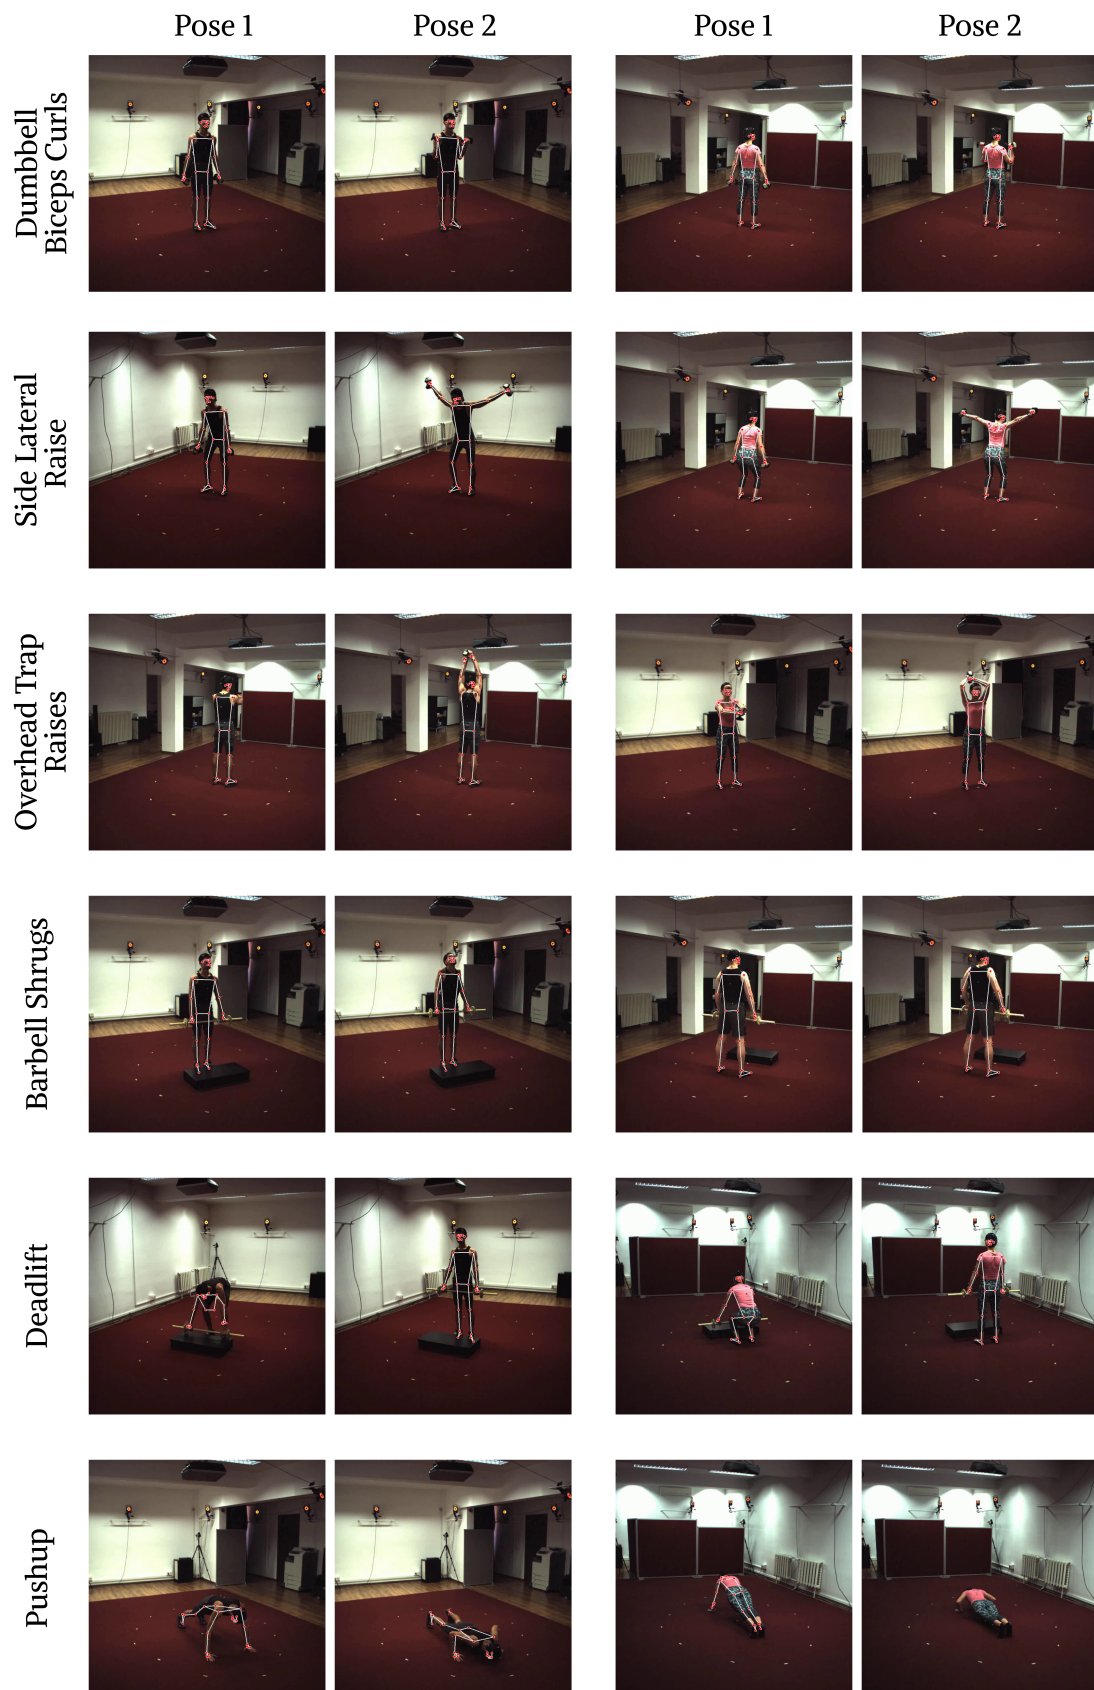 Pose 1
Pose 2
Pose 1
Pose 2
Dumbbell
Biceps Curls
Side Lateral
Raise
Overhead Trap
Raises
Barbell Shrugs
Deadlift
Pushup